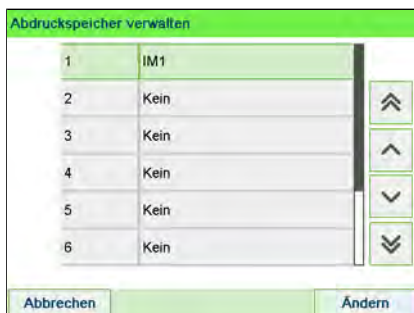 Abdruckspeicher verwalten
1 IM1
2 Kein
3 Kein
4 Kein
5 Kein
6 Kein
Abbrechen Ändern